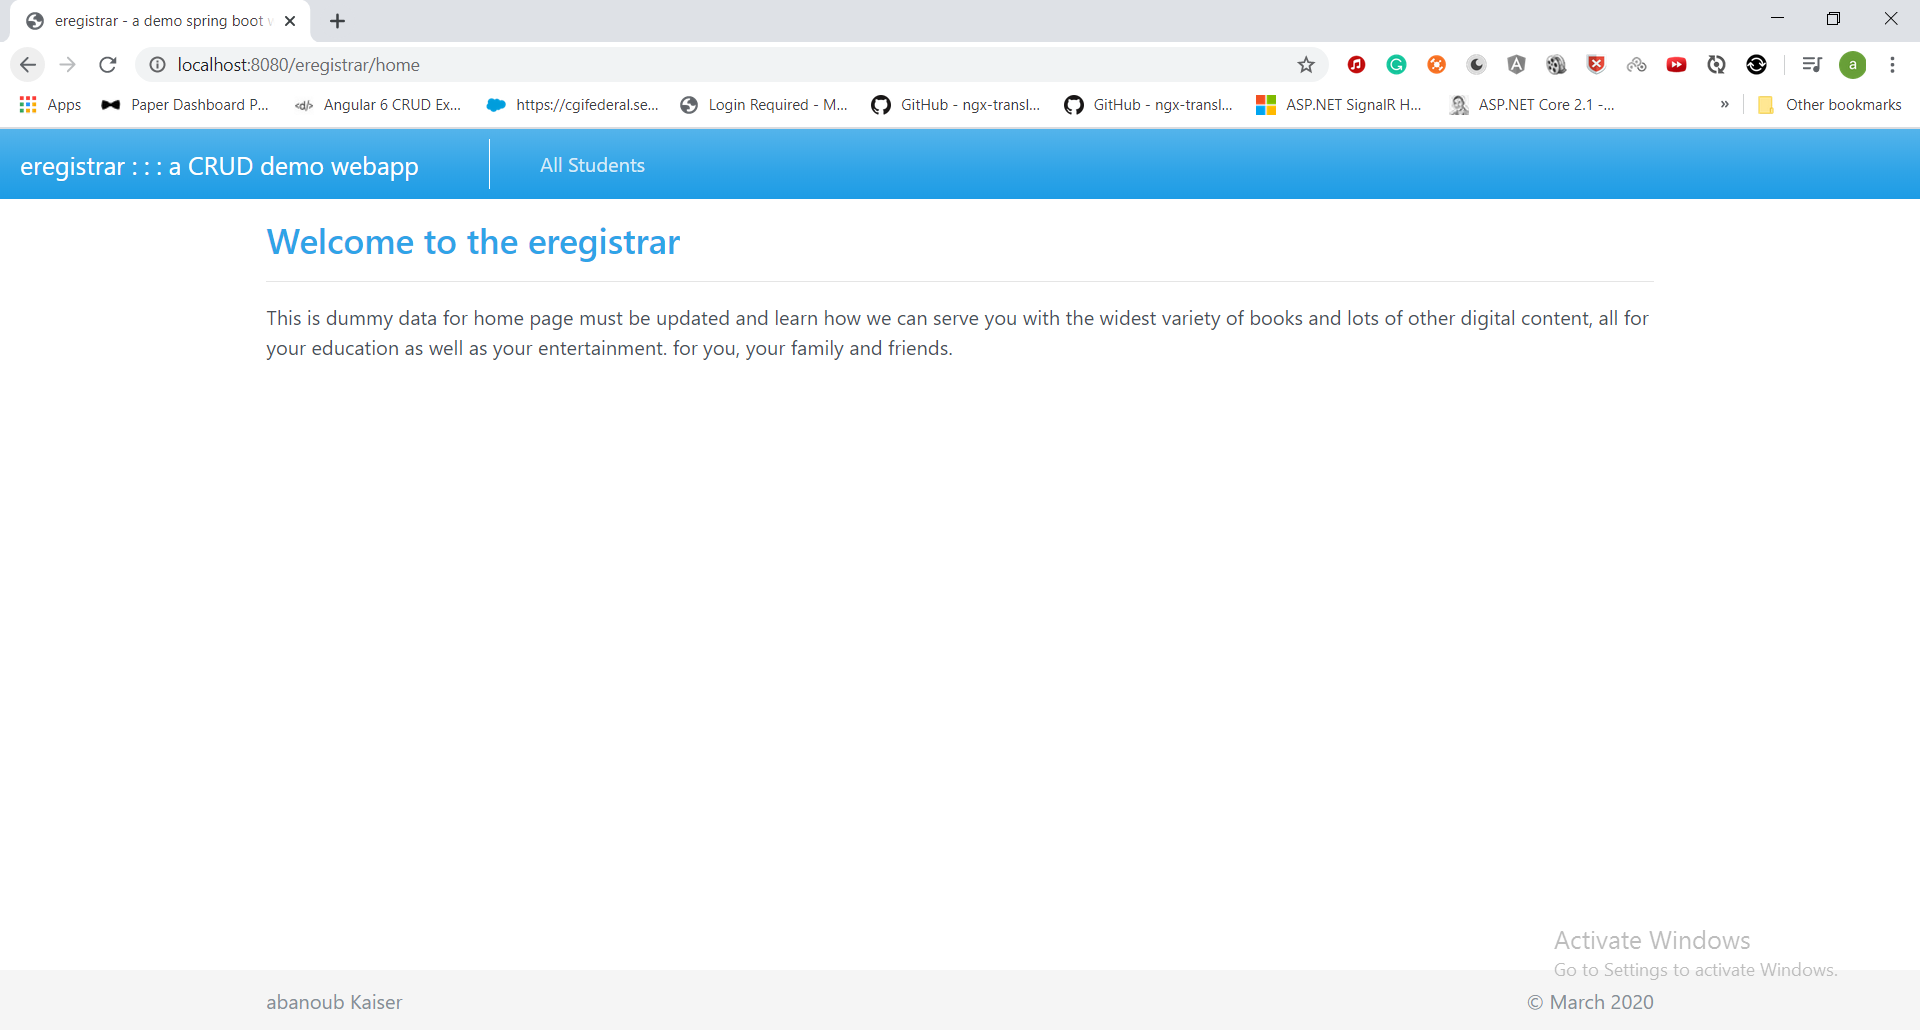 eregistrar - a demo spring boot w
localhost:8080/eregistrar/home
a
Apps
Paper Dashboard P...
Angular 6 CRUD Ex...
https://cgifederal.se...
Login Required - M...
GitHub - ngx-transl...
GitHub - ngx-transl...
ASP.NET SignalR H...
ASP.NET Core 2.1 -...
»
Other bookmarks
eregistrar : : : a CRUD demo webapp
All Students
Welcome to the eregistrar
This is dummy data for home page must be updated and learn how we can serve you with the widest variety of books and lots of other digital content, all for
your education as well as your entertainment. for you, your family and friends.
Activate Windows
Go to Settings to activate Windows.
abanoub Kaiser
© March 2020